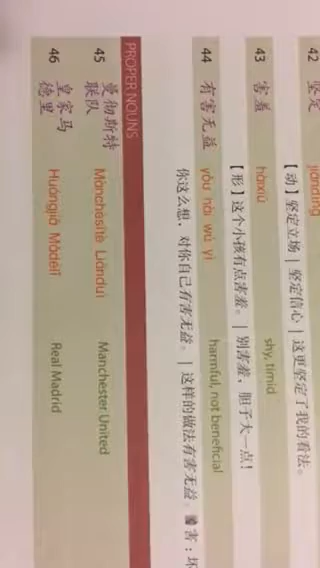 42 坚定 jiāndìng
【动】坚定立场｜坚定信心｜这更坚定了我的看法。
43 害羞 hàixiū shy, timid
【形】这个小孩有点害羞。｜别害羞，胆子大一点！
44 有害无益 yǒu hài wú yì harmful, not beneficial
你这么想，对你自己有害无益。｜这样的做法有害无益。 害：坏
PROPER NOUNS
45 曼彻斯特 Mànchèsītè Liánduì Manchester United
联队
46 皇家马 Huángjiā Mǎdélǐ Real Madrid
德里